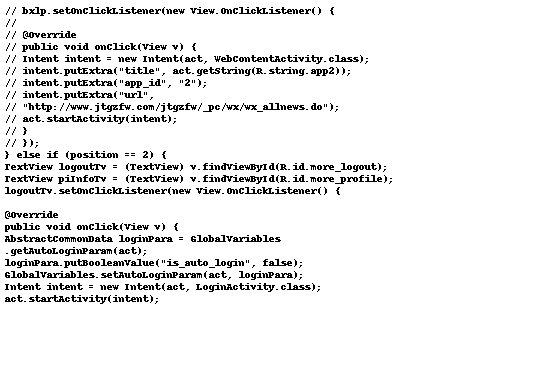 // bxlp.setOnClickListener(new View.OnClickListener() {
//
// @Override
// public void onClick(View v) {
// Intent intent = new Intent(act, WebContentActivity.class);
// intent.putExtra("title", act.getString(R.string.app2));
// intent.putExtra("app_id", "2");
// intent.putExtra("url",
// "http://www.jtgzfw.com/jtgzfw/_pc/wx/wx_allnews.do");
// act.startActivity(intent);
// }
// });
} else if (position == 2) {
TextView logoutTv = (TextView) v.findViewById(R.id.more_logout);
TextView piInfoTv = (TextView) v.findViewById(R.id.more_profile);
logoutTv.setOnClickListener(new View.OnClickListener() {
@Override
public void onClick(View v) {
AbstractCommonData loginPara = GlobalVariables
.getAutoLoginParam(act);
loginPara.putBooleanValue("is_auto_login", false);
GlobalVariables.setAutoLoginParam(act, loginPara);
Intent intent = new Intent(act, LoginActivity.class);
act.startActivity(intent);